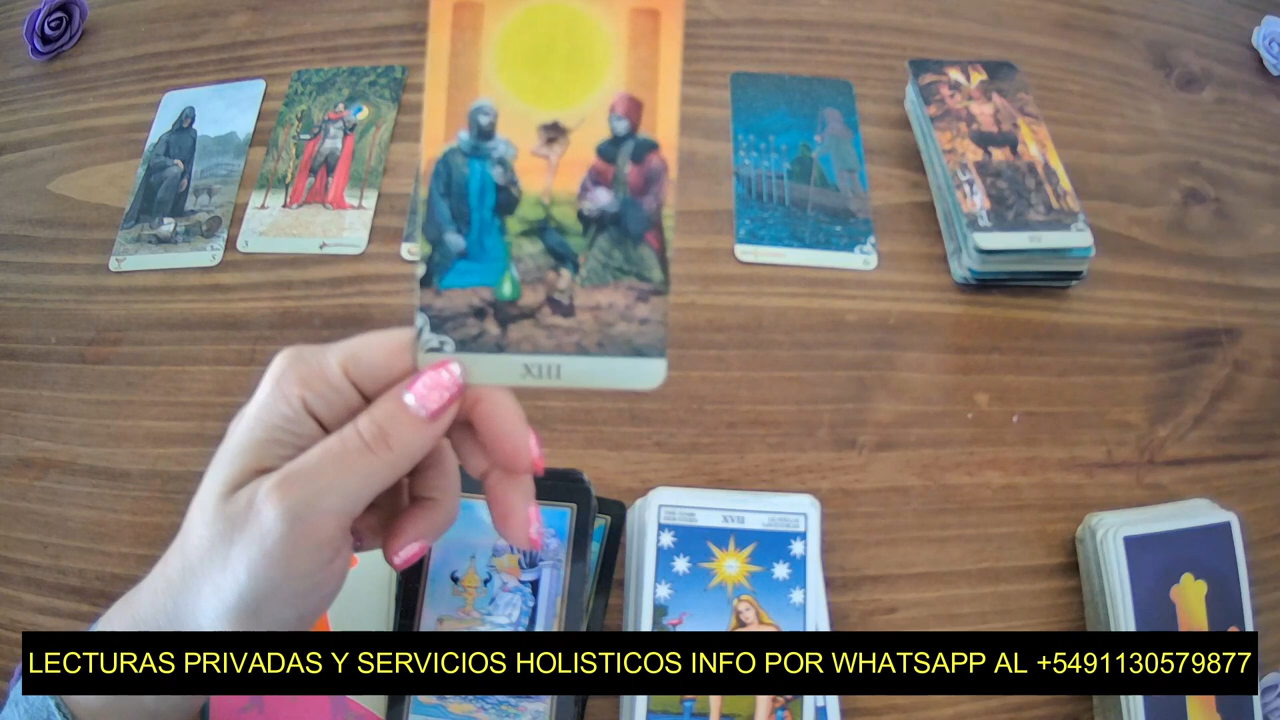 XIII
XVII
LECTURAS PRIVADAS Y SERVICIOS HOLISTICOS INFO POR WHATSAPP AL +5491130579877